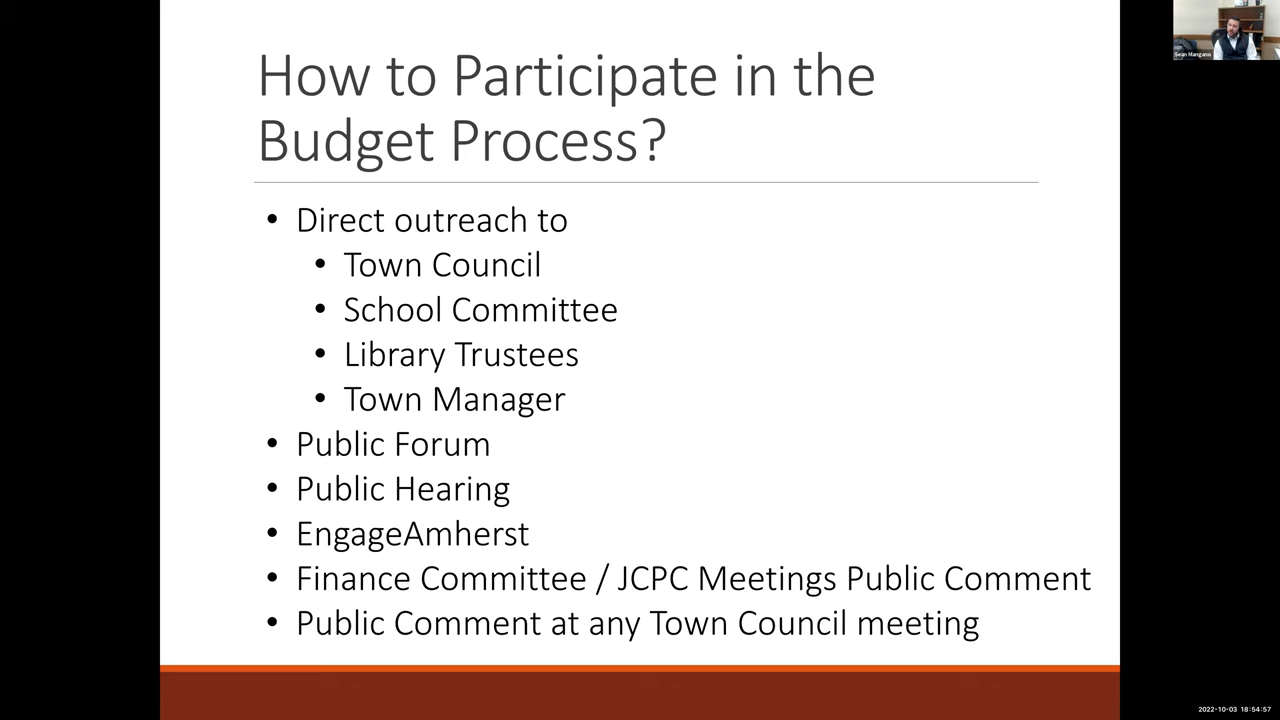 How to Participate in the
Budget Process?
• Direct outreach to
• Town Council
• School Committee
• Library Trustees
• Town Manager
• Public Forum
• Public Hearing
• EngageAmherst
• Finance Committee / JCPC Meetings Public Comment
• Public Comment at any Town Council meeting
Sean Mangano
2022-10-03 18:54:57